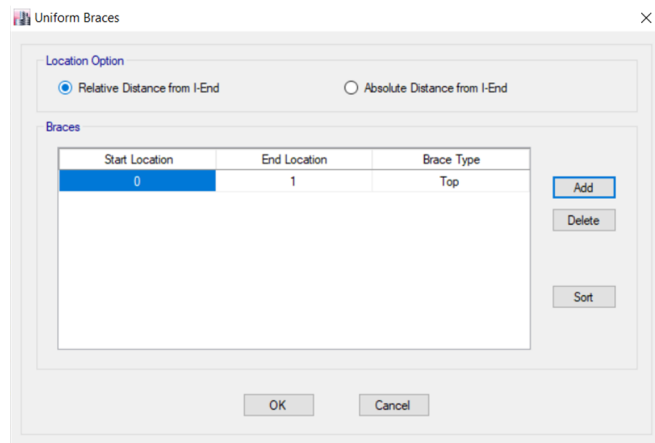 Uniform Braces
Location Option
Relative Distance from I-End Absolute Distance from I-End
Braces
Start Location End Location Brace Type
0 1 Top
Add
Delete
Sort
OK Cancel